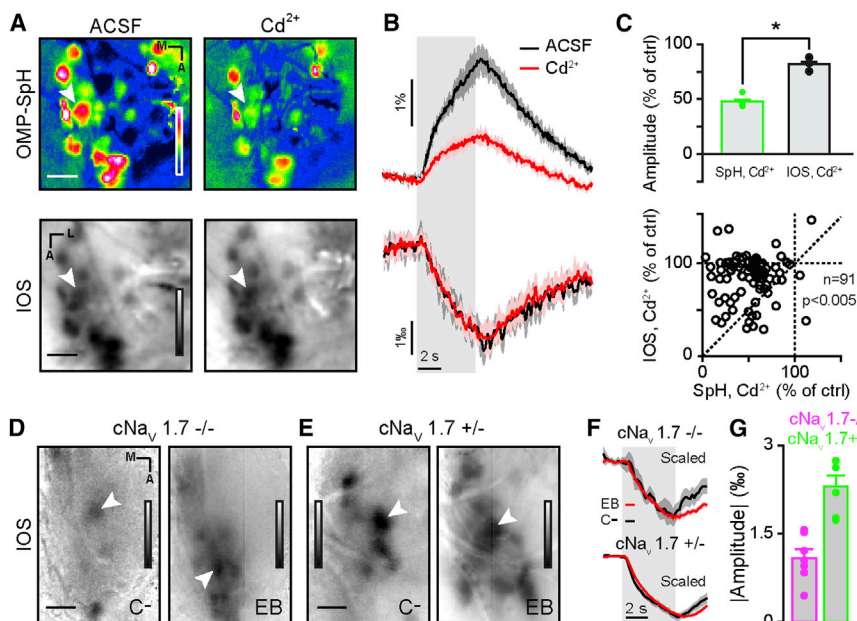 A
ACSF
Cd2+
OMP-SpH
M
A
IOS
L
A
B
ACSF
Cd2+
1%
1‰
2 s
C
*
Amplitude (% of ctrl)
100
50
0
SpH, Cd2+
IOS, Cd2+
IOS, Cd2+ (% of ctrl)
100
0
n=91
p<0.005
0
100
SpH, Cd2+ (% of ctrl)
D
cNaV 1.7 -/-
IOS
M
A
C-
EB
E
cNaV 1.7 +/-
C-
EB
F
cNaV 1.7 -/-
Scaled
EB
C-
cNaV 1.7 +/-
Scaled
2 s
G
cNaV 1.7 -/
cNaV 1.7 +/
|Amplitude| (‰)
3
1.5
0